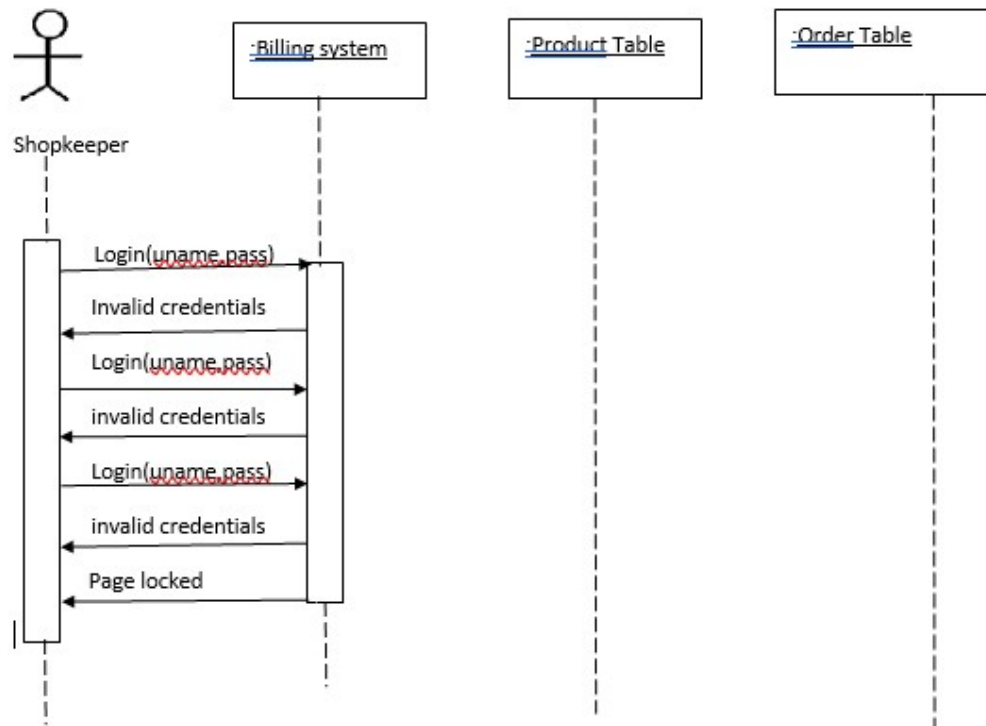 :Billing system
:Product Table
:Order Table
Shopkeeper
Login(uname,pass)
Invalid credentials
Login(uname,pass)
invalid credentials
Login(uname,pass)
invalid credentials
Page locked